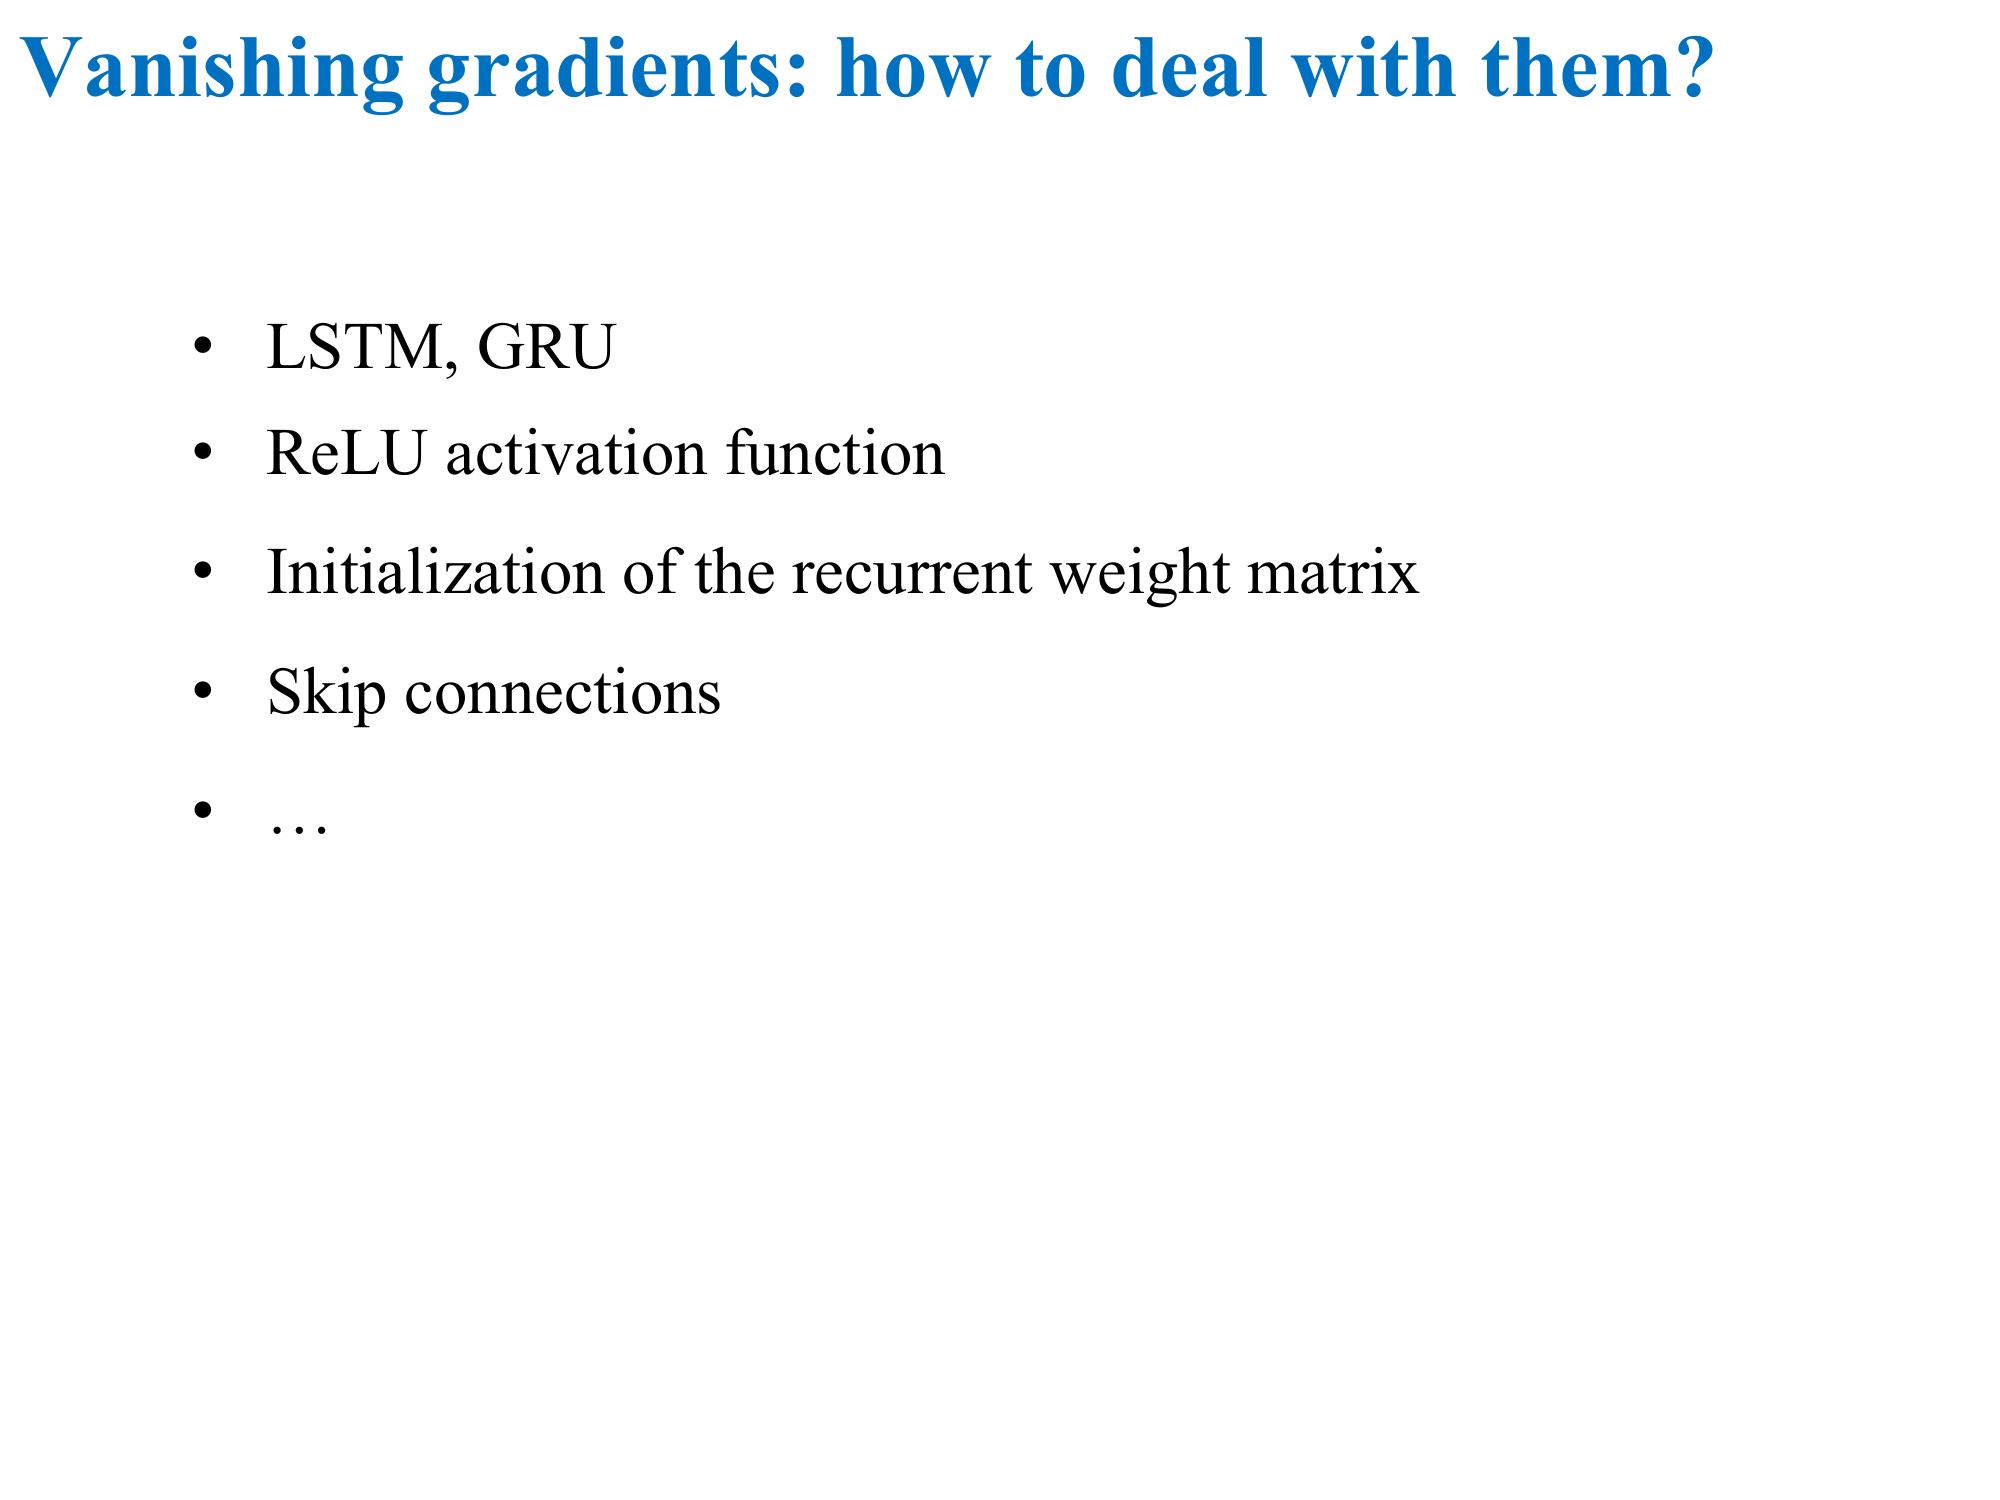 Vanishing gradients: how to deal with them?
• LSTM, GRU
• ReLU activation function
• Initialization of the recurrent weight matrix
• Skip connections
• …